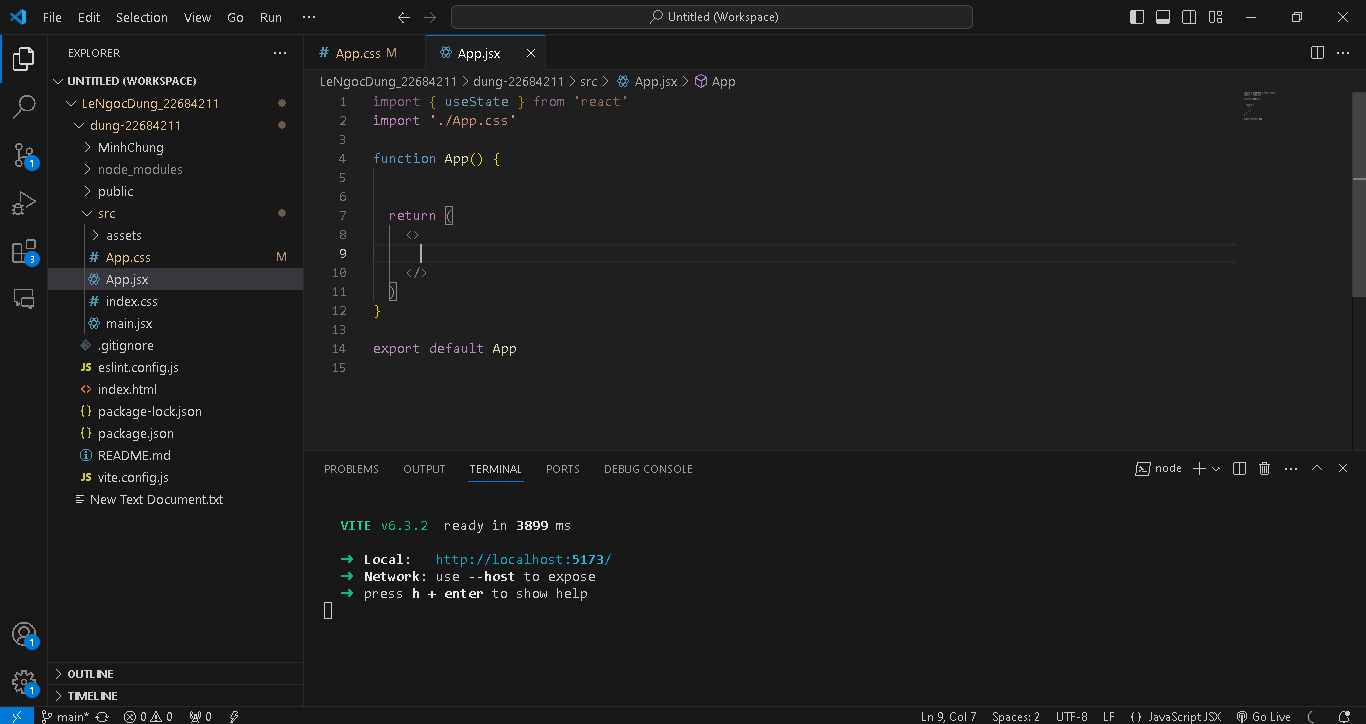 File Edit Selection View Go Run ···
Untitled (Workspace)
EXPLORER ···
UNTITLED (WORKSPACE)
LeNgocDung_22684211
dung-22684211
MinhChung
node_modules
public
src
assets
# App.css M
App.jsx
# index.css
main.jsx
.gitignore
JS eslint.config.js
<> index.html
{} package-lock.json
{} package.json
README.md
JS vite.config.js
New Text Document.txt
OUTLINE
TIMELINE
1
3
1
1
# App.css M
App.jsx
LeNgocDung_22684211 > dung-22684211 > src > App.jsx > App
1 import { useState } from 'react'
2 import './App.css'
3
4 function App() {
5
6
7 return (
8 <>
9
10 </>
11 )
12 }
13
14 export default App
15
PROBLEMS OUTPUT TERMINAL PORTS DEBUG CONSOLE
node
VITE v6.3.2 ready in 3899 ms
➜ Local: http://localhost:5173/
➜ Network: use --host to expose
➜ press h + enter to show help
main* 0 0 0
Ln 9, Col 7 Spaces: 2 UTF-8 LF {} JavaScript JSX Go Live